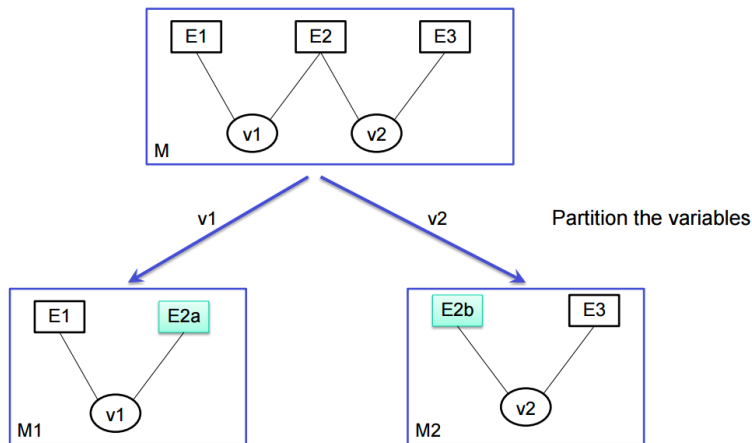 E1 E2 E3
v1 v2
M
v1 v2 Partition the variables
E1 E2a E2b E3
v1 v2
M1 M2